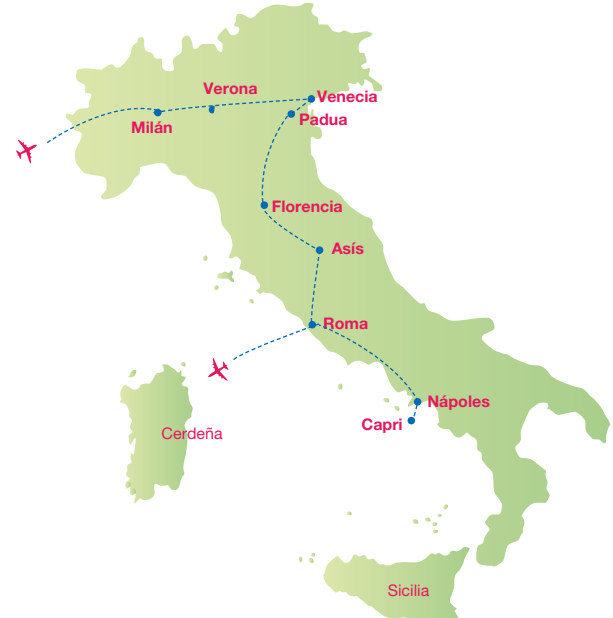 Verona
Venecia
Milán
Padua
Florencia
Asís
Roma
Nápoles
Capri
Cerdeña
Sicilia